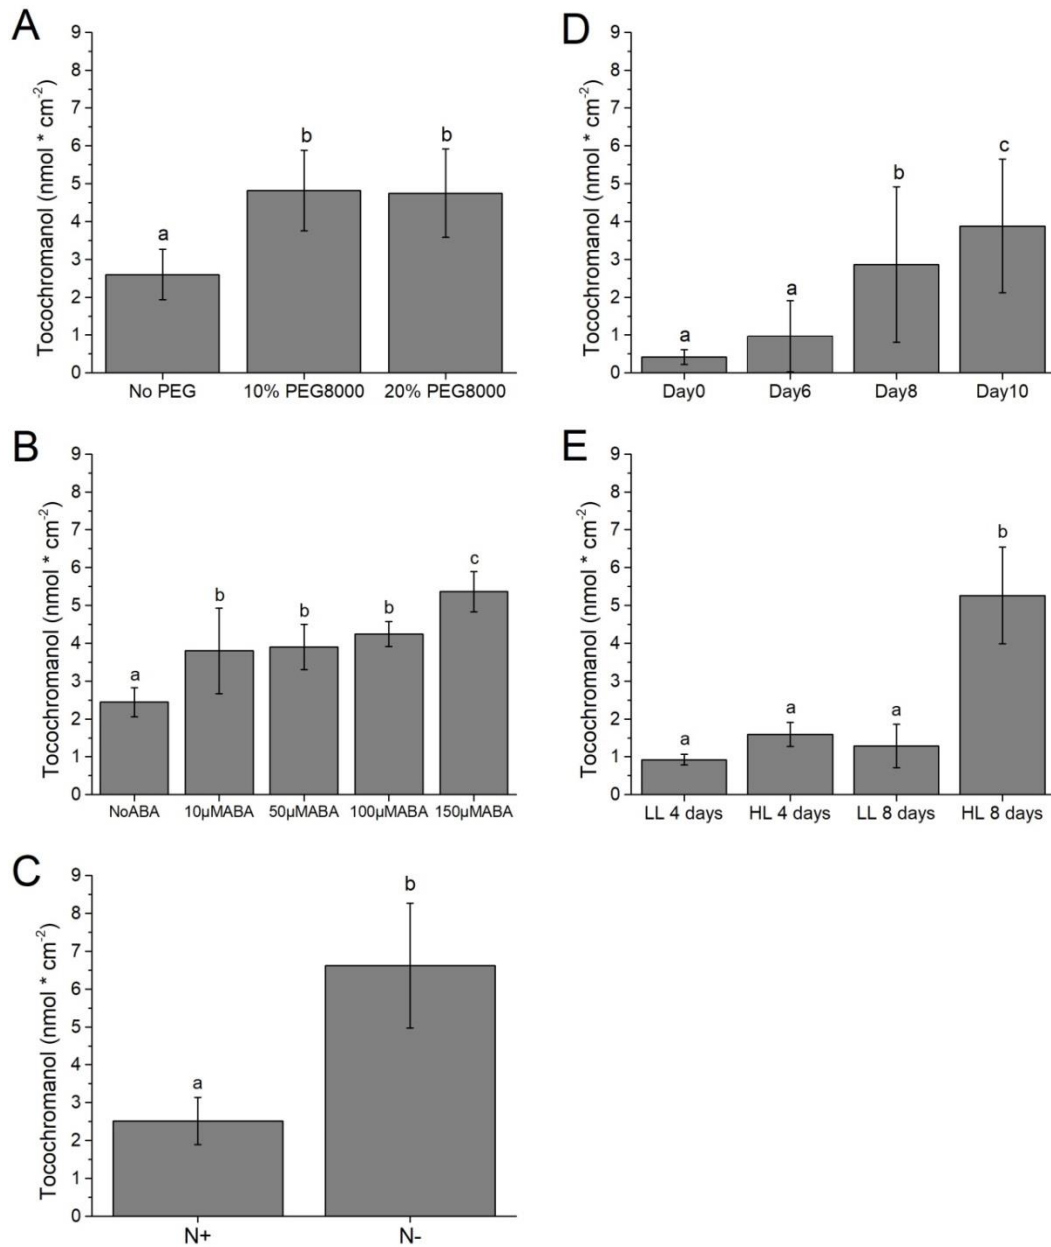 A
Tocochromanol (nmol * cm⁻²)
9
8
7
6
5
4
3
2
1
0
a
b
b
No PEG 10% PEG8000 20% PEG8000
D
Tocochromanol (nmol * cm⁻²)
9
8
7
6
5
4
3
2
1
0
a
a
b
c
Day0 Day6 Day8 Day10
B
Tocochromanol (nmol * cm⁻²)
9
8
7
6
5
4
3
2
1
0
a
b
b
b
c
NoABA 10µMABA 50µMABA 100µMABA 150µMABA
E
Tocochromanol (nmol * cm⁻²)
9
8
7
6
5
4
3
2
1
0
a
a
a
b
LL 4 days HL 4 days LL 8 days HL 8 days
C
Tocochromanol (nmol * cm⁻²)
9
8
7
6
5
4
3
2
1
0
a
b
N+ N-